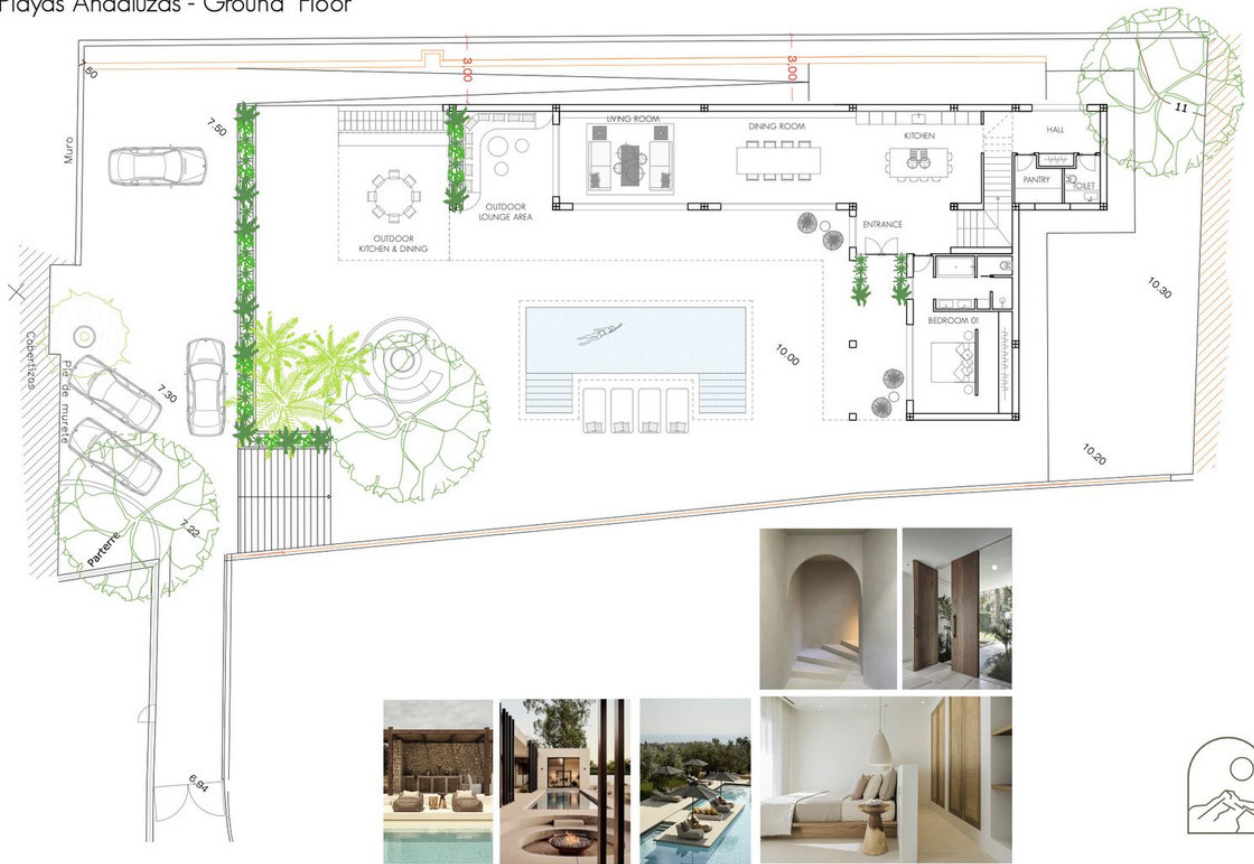 Playas Andaluzas - Ground Floor
7.50
3.00
3.00
11
Muro
7.50
LIVING ROOM
DINING ROOM
KITCHEN
HALL
PANTRY
TOILET
OUTDOOR
LOUNGE AREA
OUTDOOR
KITCHEN & DINING
ENTRANCE
10.30
BEDROOM 01
10.00
Cobertizos
Pie de murete
7.30
10.20
7.22
Parterre
6.94